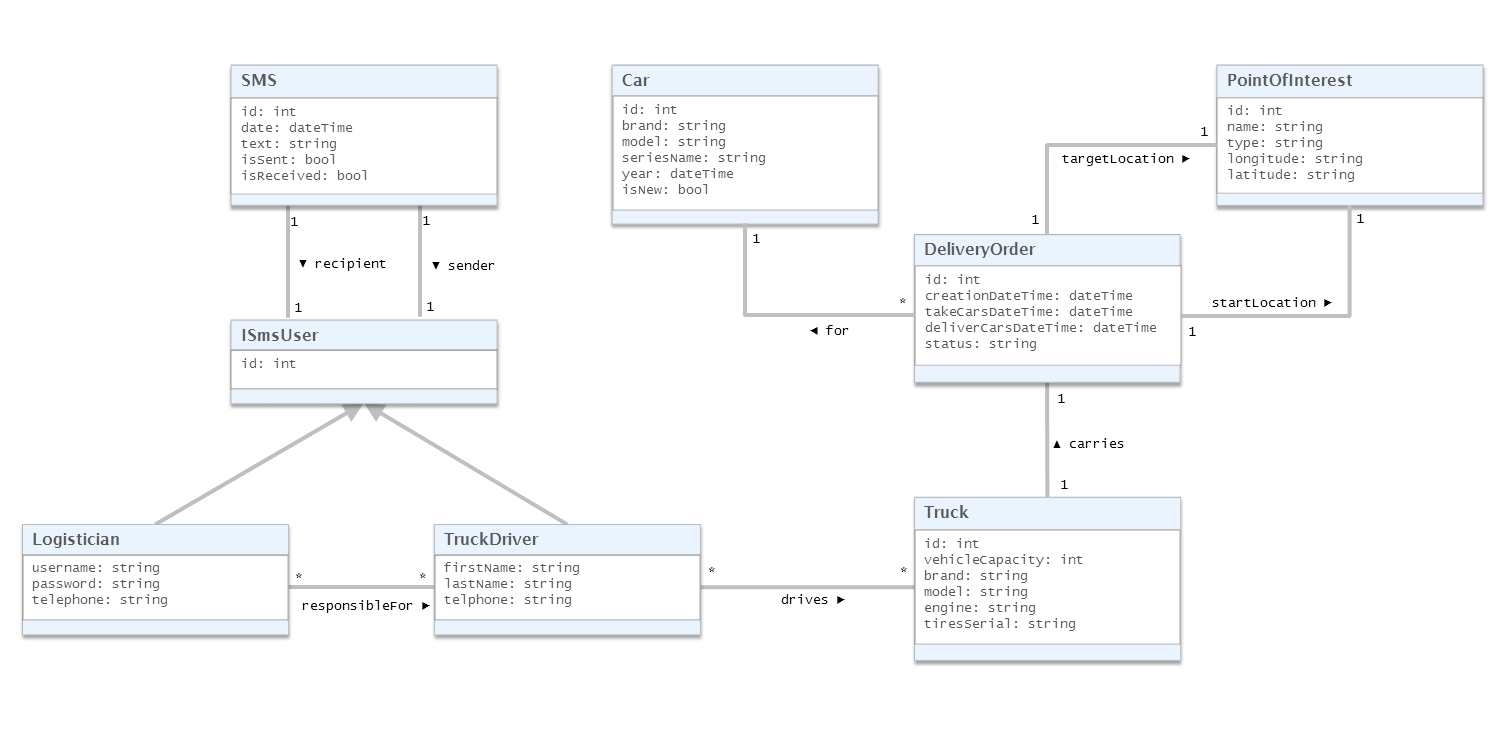 SMS
id: int
date: dateTime
text: string
isSent: bool
isReceived: bool
1
1
▼ recipient
▼ sender
1
1
ISmsUser
id: int
Car
id: int
brand: string
model: string
seriesName: string
year: dateTime
isNew: bool
1
*
◄ for
PointOfInterest
id: int
name: string
type: string
longitude: string
latitude: string
1
targetLocation ►
1
1
startLocation ►
1
DeliveryOrder
id: int
creationDateTime: dateTime
takeCarsDateTime: dateTime
deliverCarsDateTime: dateTime
status: string
1
▲ carries
1
Logistician
username: string
password: string
telephone: string
*
*
responsibleFor ►
TruckDriver
firstName: string
lastName: string
telphone: string
*
*
drives ►
Truck
id: int
vehicleCapacity: int
brand: string
model: string
engine: string
tiresSerial: string